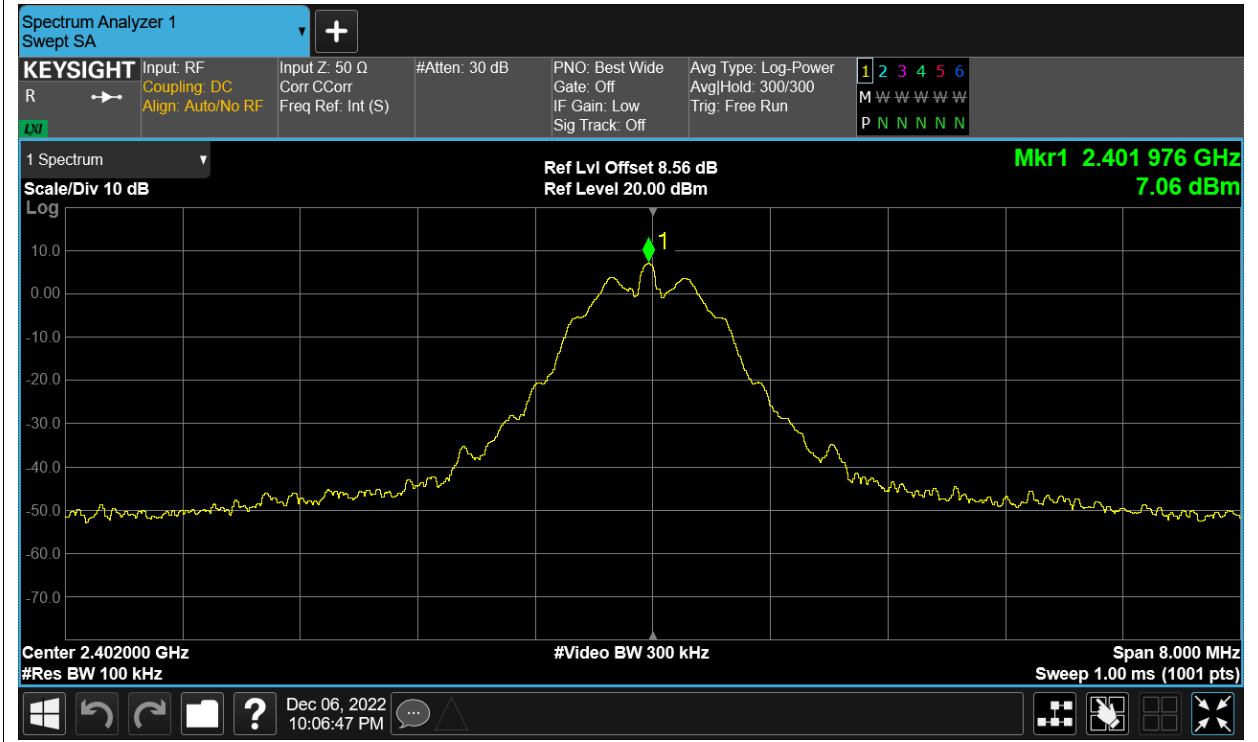 Spectrum Analyzer 1
Swept SA
KEYSIGHT
R
LXI
Input: RF
Coupling: DC
Align: Auto/No RF
Input Z: 50 Ω
Corr CCorr
Freq Ref: Int (S)
#Atten: 30 dB
PNO: Best Wide
Gate: Off
IF Gain: Low
Sig Track: Off
Avg Type: Log-Power
Avg|Hold: 300/300
Trig: Free Run
1 2 3 4 5 6
M W W W W W W
P N N N N N N
1 Spectrum
Scale/Div 10 dB
Log
Ref Lvl Offset 8.56 dB
Ref Level 20.00 dBm
Mkr1 2.401 976 GHz
7.06 dBm
1
10.0
0.00
-10.0
-20.0
-30.0
-40.0
-50.0
-60.0
-70.0
Center 2.402000 GHz
#Res BW 100 kHz
#Video BW 300 kHz
Span 8.000 MHz
Sweep 1.00 ms (1001 pts)
?
Dec 06, 2022
10:06:47 PM